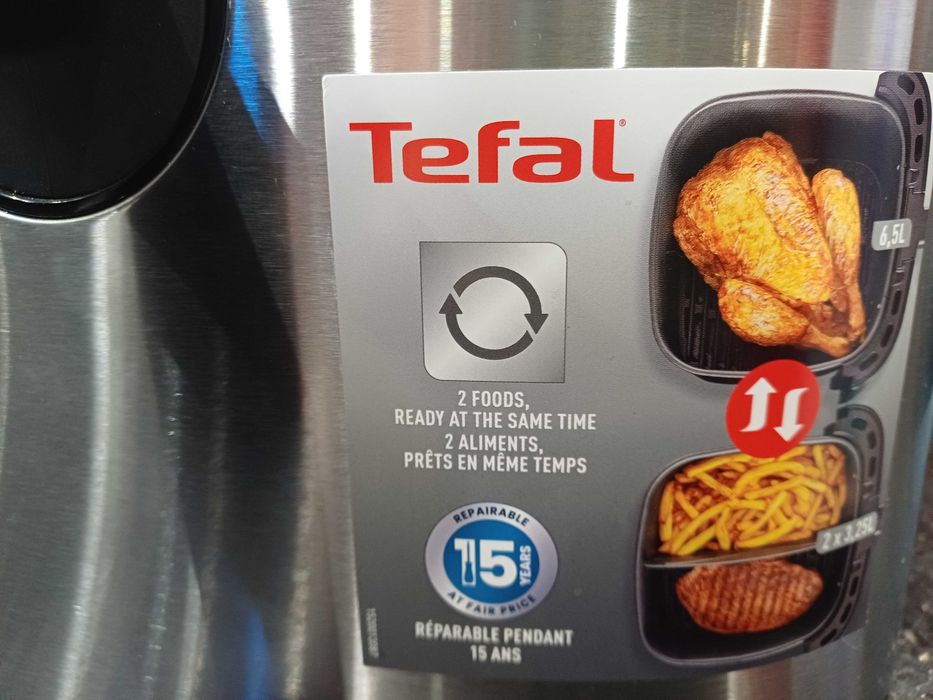 Tefal
6,5L
2 FOODS,
READY AT THE SAME TIME
2 ALIMENTS,
PRÊTS EN MÊME TEMPS
2 x 3,25L
REPAIRABLE
15 YEARS
AT FAIR PRICE
RÉPARABLE PENDANT
15 ANS